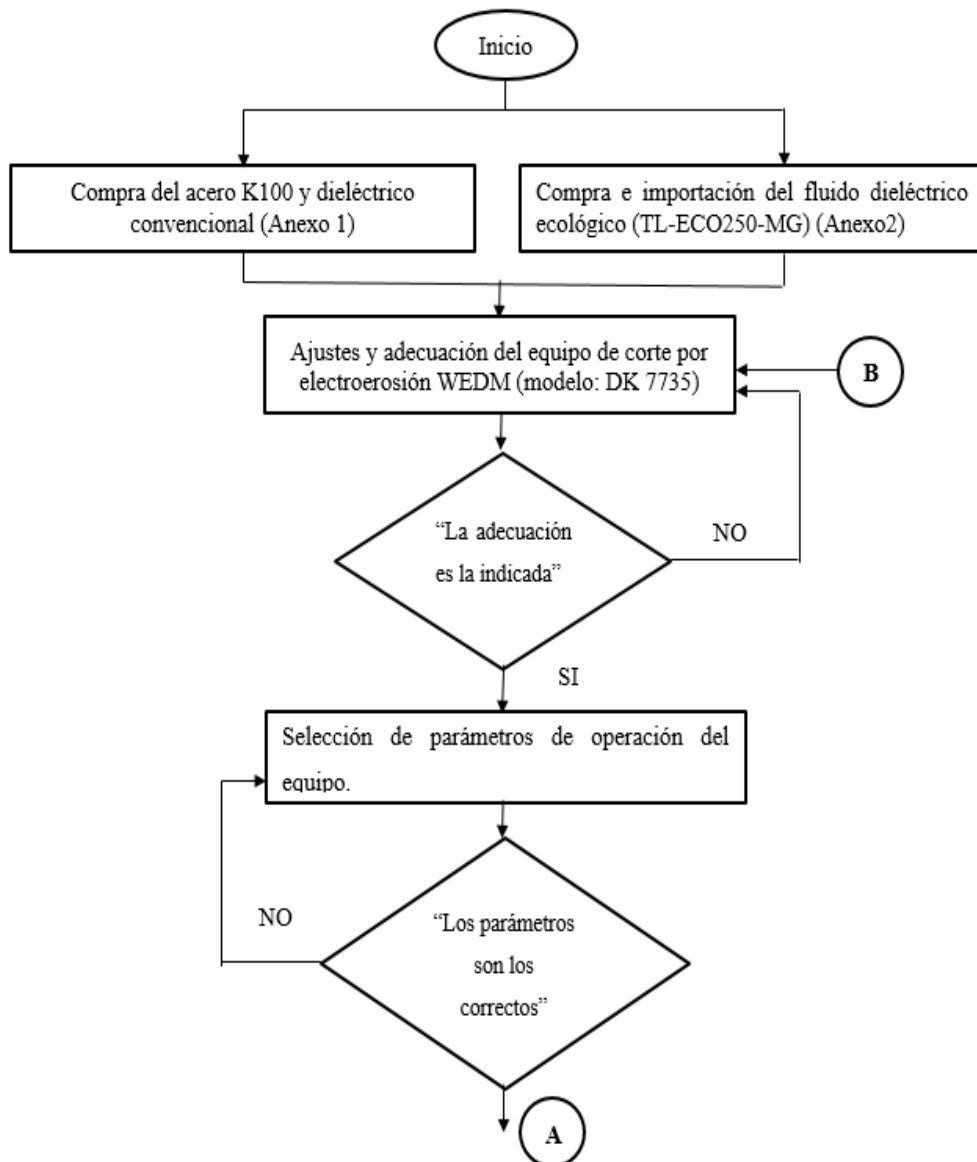 Inicio
Compra del acero K100 y dieléctrico
convencional (Anexo 1)
Compra e importación del fluido dieléctrico
ecológico (TL-ECO250-MG) (Anexo2)
Ajustes y adecuación del equipo de corte por
electroerosión WEDM (modelo: DK 7735)
B
“La adecuación
es la indicada”
NO
SI
Selección de parámetros de operación del
equipo.
NO
“Los parámetros
son los
correctos”
A